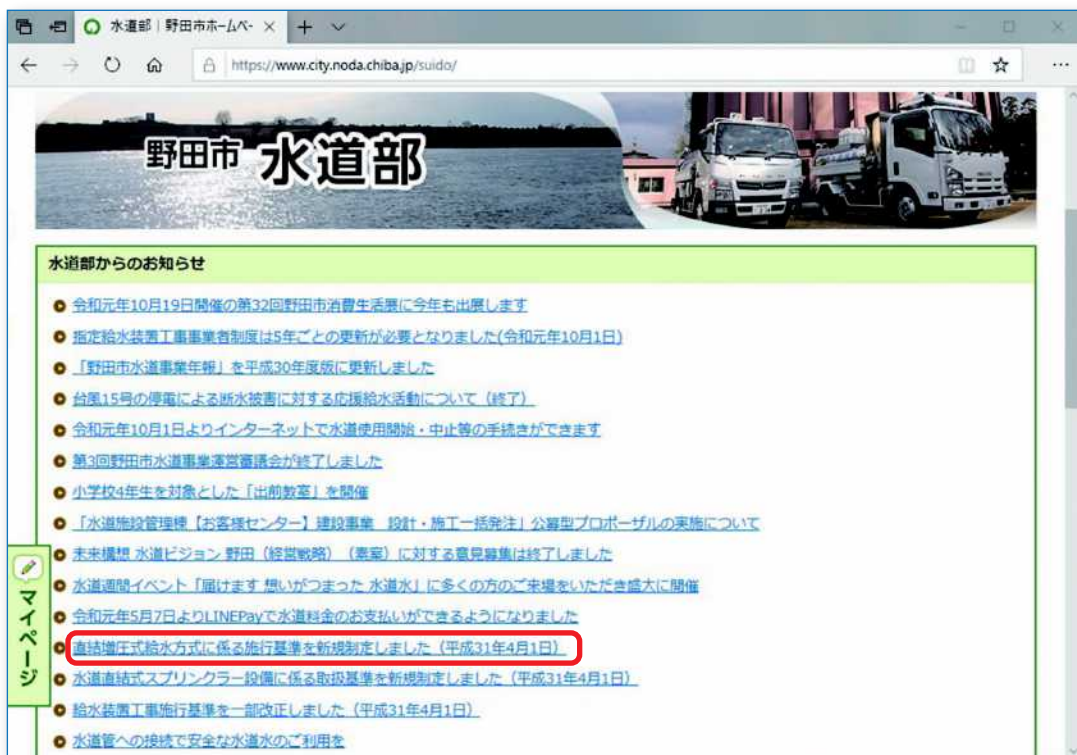 水道部｜野田市ホームペ-
https://www.city.noda.chiba.jp/suido/
野田市 水道部
水道部からのお知らせ
令和元年10月19日開催の第32回野田市消費生活展に今年も出展します
指定給水装置工事事業者制度は5年ごとの更新が必要となりました(令和元年10月1日)
「野田市水道事業年報」を平成30年度版に更新しました
台風15号の停電による断水被害に対する応援給水活動について（終了）
令和元年10月1日よりインターネットで水道使用開始・中止等の手続きができます
第3回野田市水道事業運営審議会が終了しました
小学校4年生を対象とした「出前教室」を開催
「水道施設管理棟【お客様センター】建設事業　設計・施工一括発注」公募型プロポーザルの実施について
未来構想 水道ビジョン 野田（経営戦略）（素案）に対する意見募集は終了しました
水道週間イベント「届けます 想いがつまった 水道水」に多くの方のご来場をいただき盛大に開催
令和元年5月7日よりLINEPayで水道料金のお支払いができるようになりました
直結増圧式給水方式に係る施行基準を新規制定しました（平成31年4月1日）
水道直結式スプリンクラー設備に係る取扱基準を新規制定しました（平成31年4月1日）
給水装置工事施行基準を一部改正しました（平成31年4月1日）
水道管への接続で安全な水道水のご利用を
マイページ